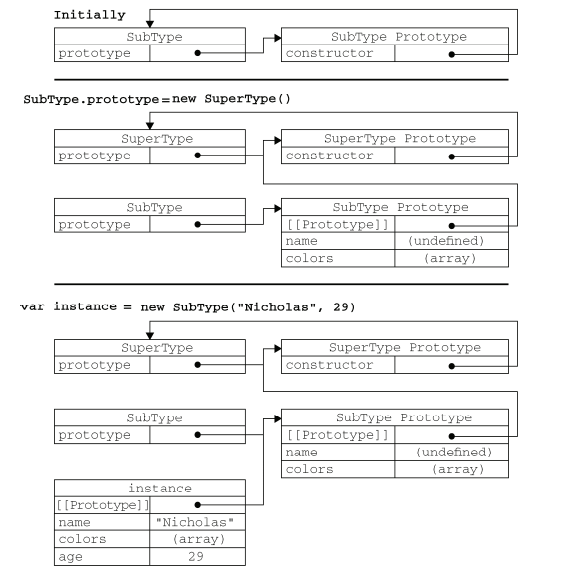 Initially
SubType
prototype
SubType Prototype
constructor
SubType.prototype=new SuperType()
SuperType
prototype
SuperType Prototype
constructor
SubType
prototype
SubType Prototype
[[Prototype]]
name (undefined)
colors (array)
var instance = new SubType("Nicholas", 29)
SuperType
prototype
SuperType Prototype
constructor
SubType
prototype
SubType Prototype
[[Prototype]]
name (undefined)
colors (array)
instance
[[Prototype]]
name "Nicholas"
colors (array)
age 29